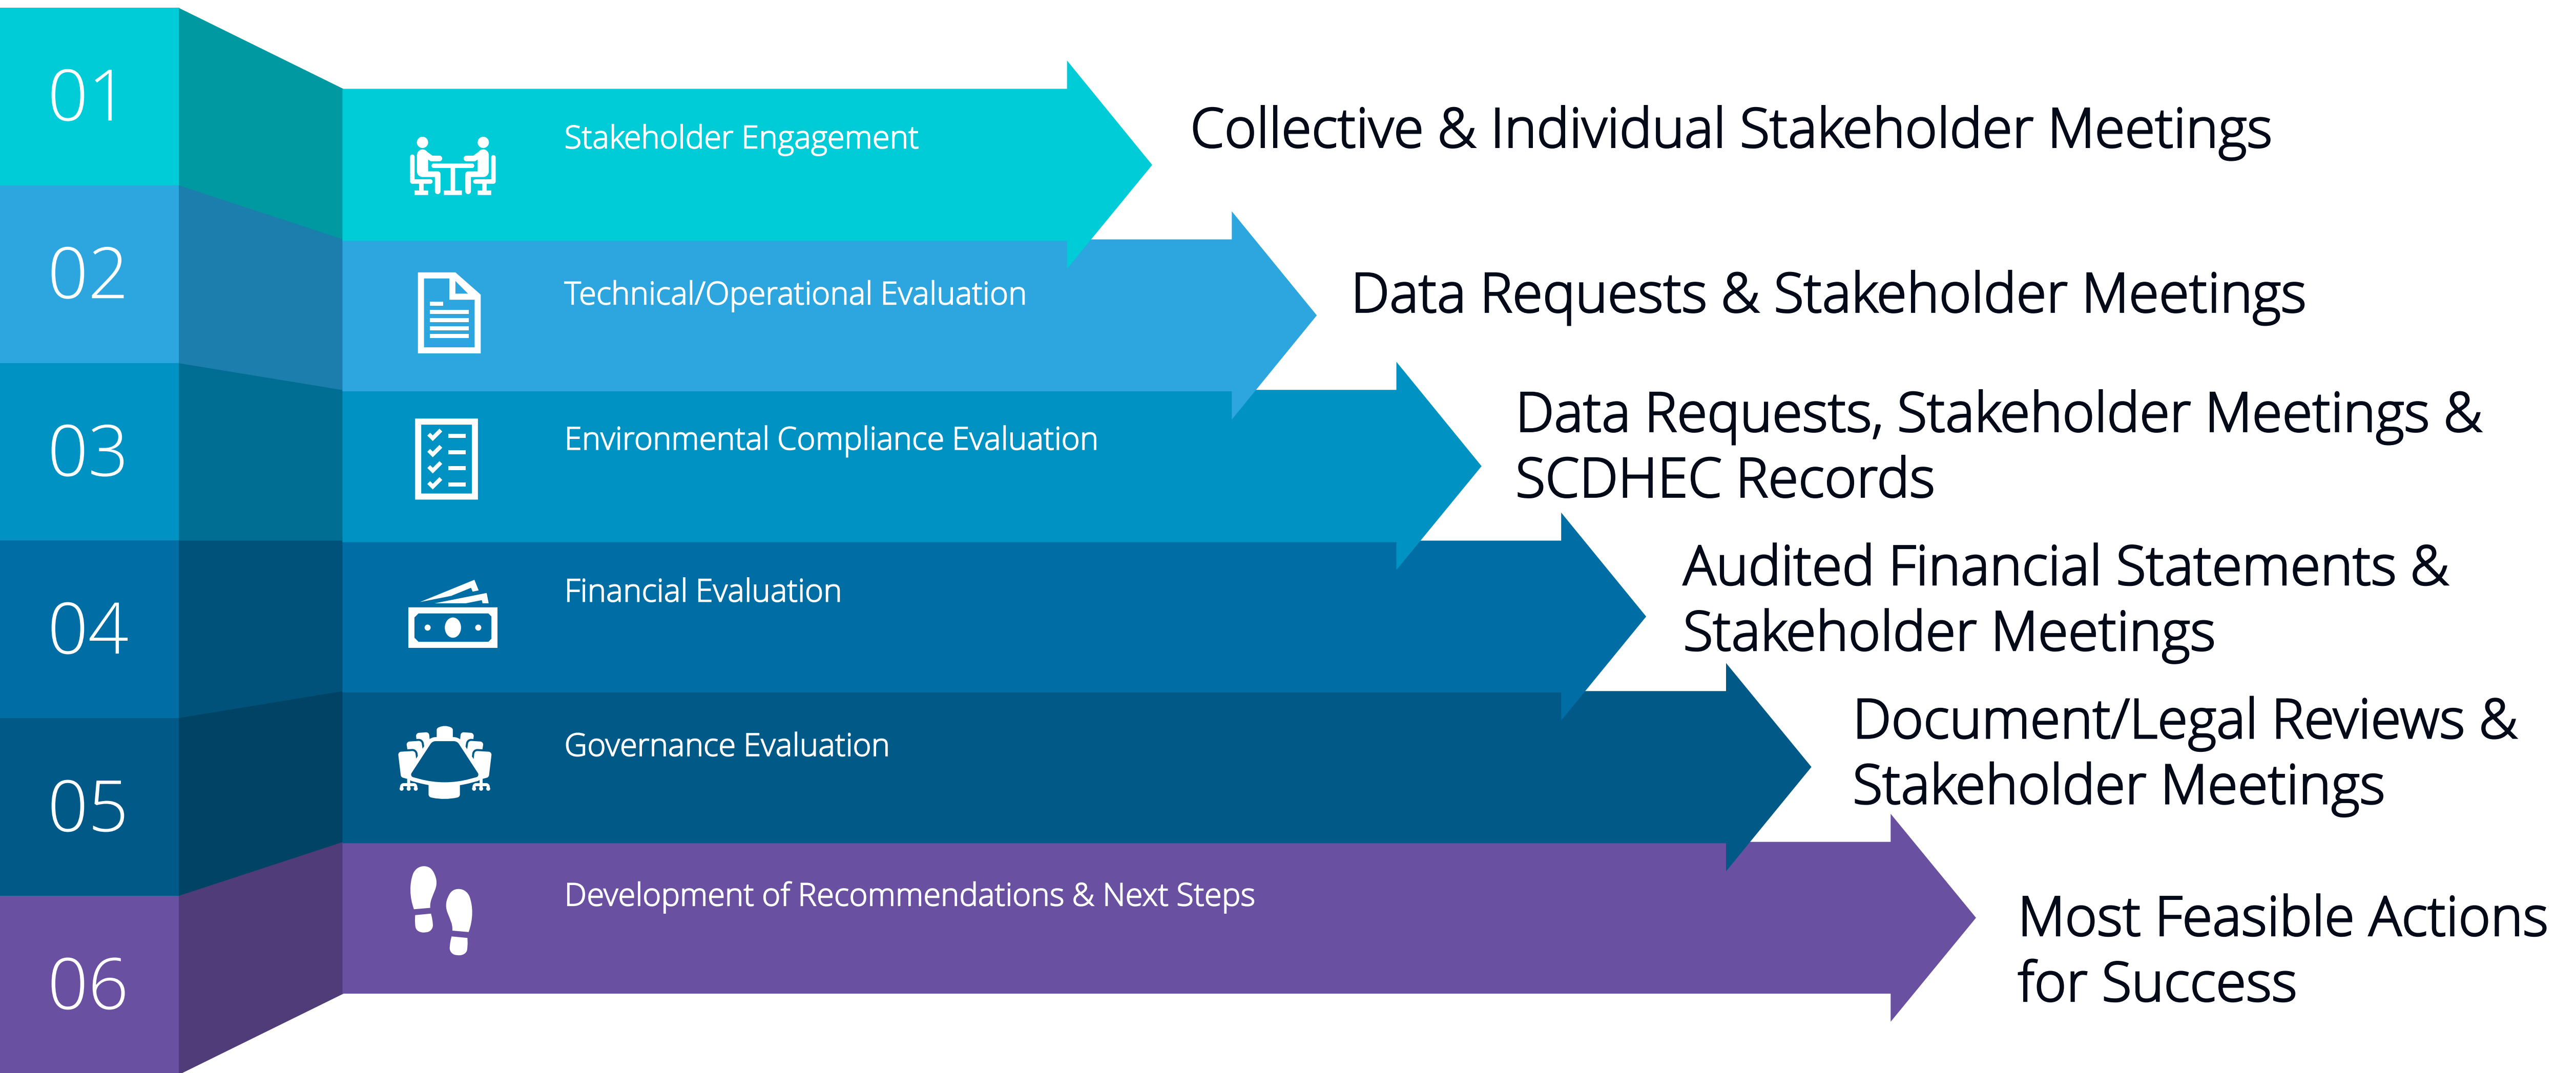 01
Stakeholder Engagement
Collective & Individual Stakeholder Meetings
02
Technical/Operational Evaluation
Data Requests & Stakeholder Meetings
03
Environmental Compliance Evaluation
Data Requests, Stakeholder Meetings &
SCDHEC Records
04
Financial Evaluation
Audited Financial Statements &
Stakeholder Meetings
05
Governance Evaluation
Document/Legal Reviews &
Stakeholder Meetings
06
Development of Recommendations & Next Steps
Most Feasible Actions
for Success